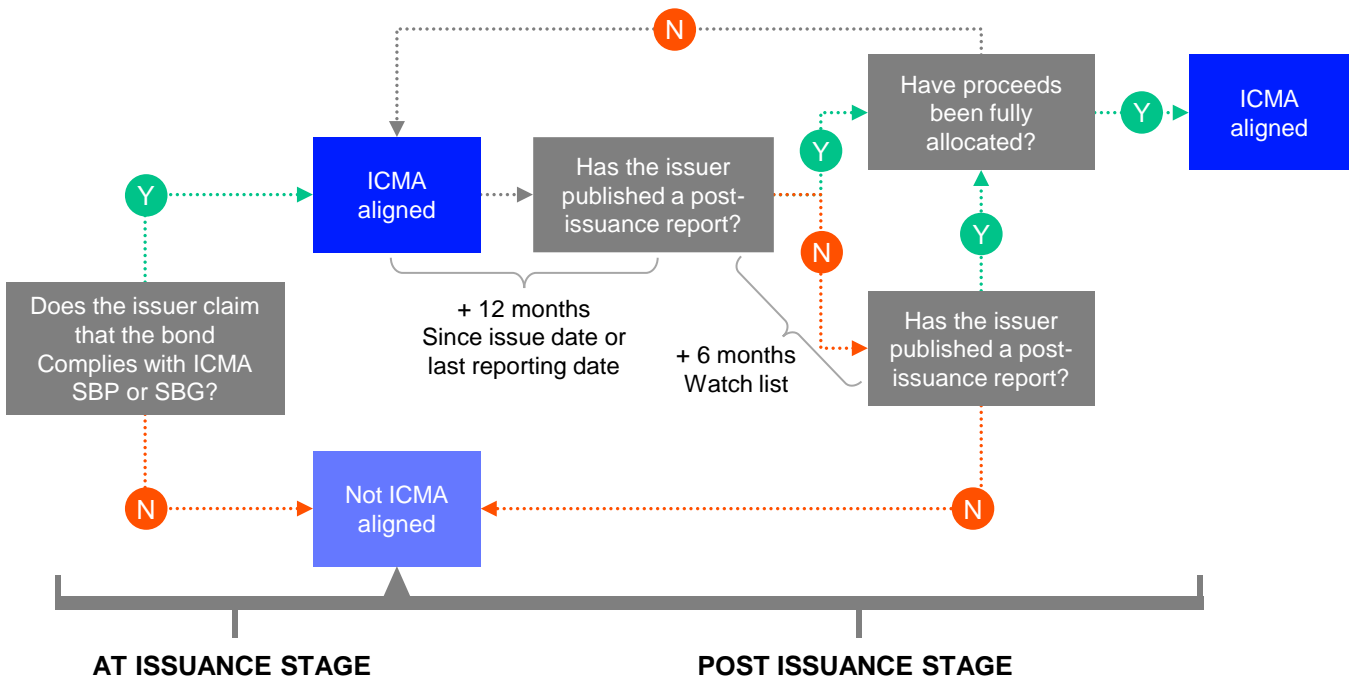 N
Have proceeds
been fully
allocated?
Y
ICMA
aligned
Y
ICMA
aligned
Has the issuer
published a post-
issuance report?
Y
N
Y
Does the issuer claim
that the bond
Complies with ICMA
SBP or SBG?
+ 12 months
Since issue date or
last reporting date
+ 6 months
Watch list
Has the issuer
published a post-
issuance report?
N
Not ICMA
aligned
N
AT ISSUANCE STAGE
POST ISSUANCE STAGE